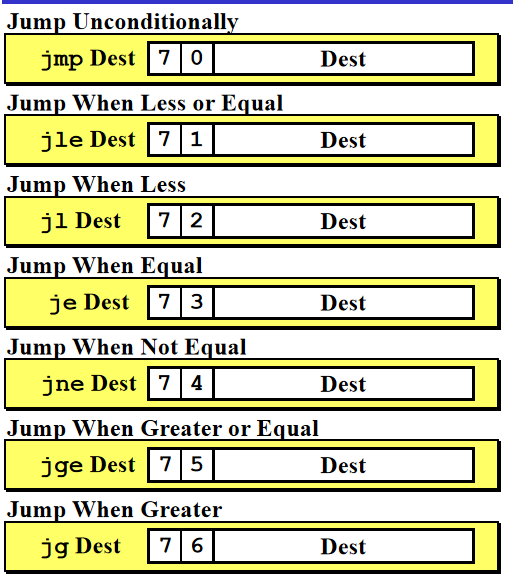 Jump Unconditionally
jmp Dest 7 0 Dest
Jump When Less or Equal
jle Dest 7 1 Dest
Jump When Less
jl Dest 7 2 Dest
Jump When Equal
je Dest 7 3 Dest
Jump When Not Equal
jne Dest 7 4 Dest
Jump When Greater or Equal
jge Dest 7 5 Dest
Jump When Greater
jg Dest 7 6 Dest